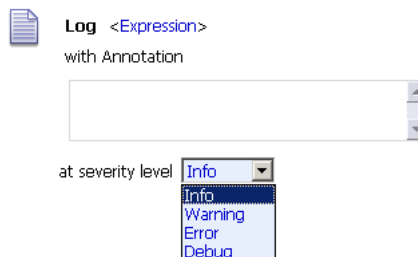 Log <Expression>
with Annotation
at severity level Info
Info
Warning
Error
Debug